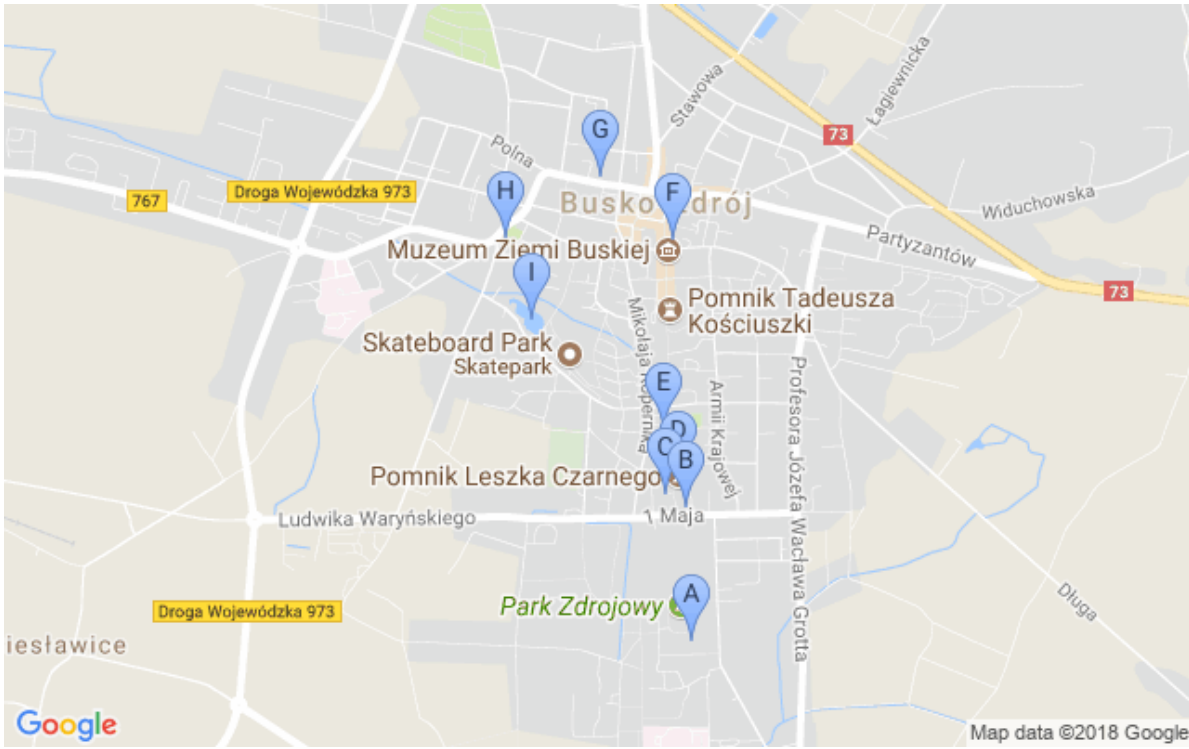 Łagiewnicka
Stawowa
73
G
Polna
Droga Wojewódzka 973
767
H
F
Busko-Zdrój
Widuchowska
Partyzantów
Muzeum Ziemi Buskiej
I
73
Pomnik Tadeusza
Kościuszki
Mikołaja Kopernika
Skateboard Park
Skatepark
Profesora Józefa Wacława Grotta
E
Armii Krajowej
D
C
B
Pomnik Leszka Czarnego
Ludwika Waryńskiego
1 Maja
A
Park Zdrojowy
Długa
Droga Wojewódzka 973
iesławice
Google
Map data ©2018 Google